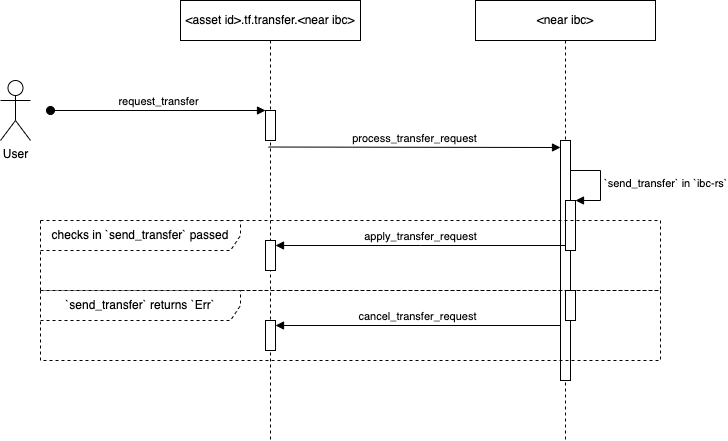 <asset id>.tf.transfer.<near ibc>
<near ibc>
request_transfer
User
process_transfer_request
`send_transfer` in `ibc-rs`
checks in `send_transfer` passed
apply_transfer_request
`send_transfer` returns `Err`
cancel_transfer_request